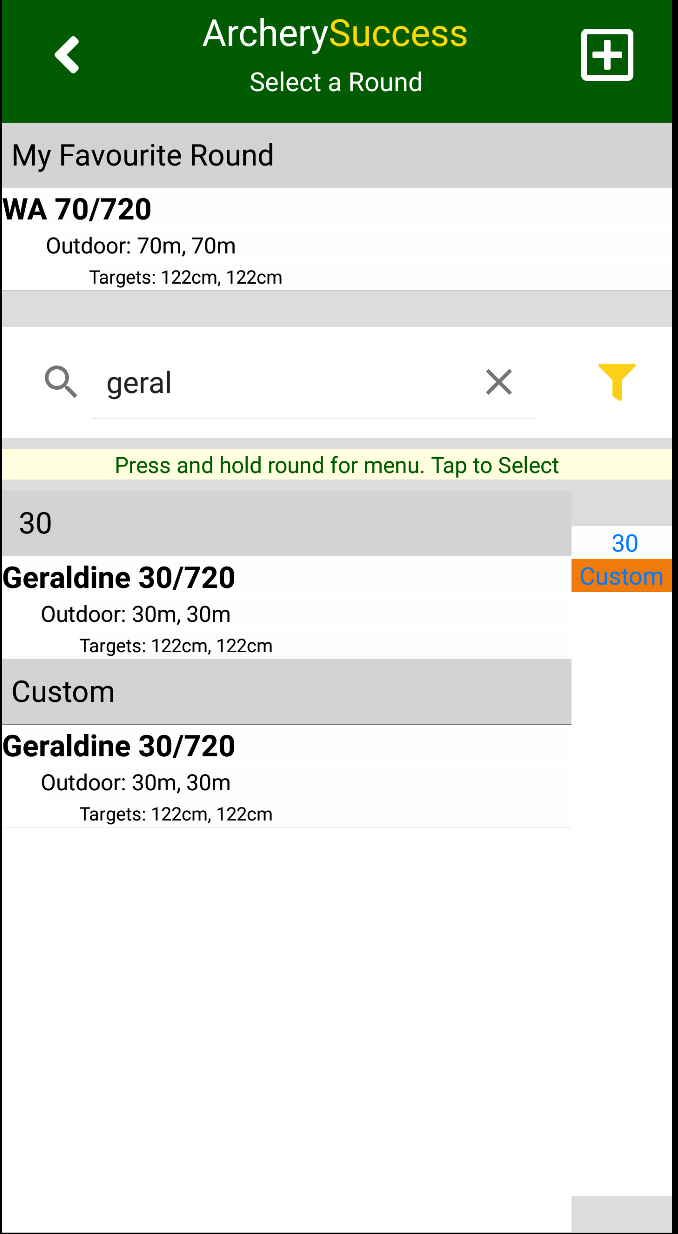 ArcherySuccess
Select a Round
My Favourite Round
WA 70/720
Outdoor: 70m, 70m
Targets: 122cm, 122cm
geral
Press and hold round for menu. Tap to Select
30
Geraldine 30/720
Outdoor: 30m, 30m
Targets: 122cm, 122cm
Custom
Geraldine 30/720
Outdoor: 30m, 30m
Targets: 122cm, 122cm
30
Custom